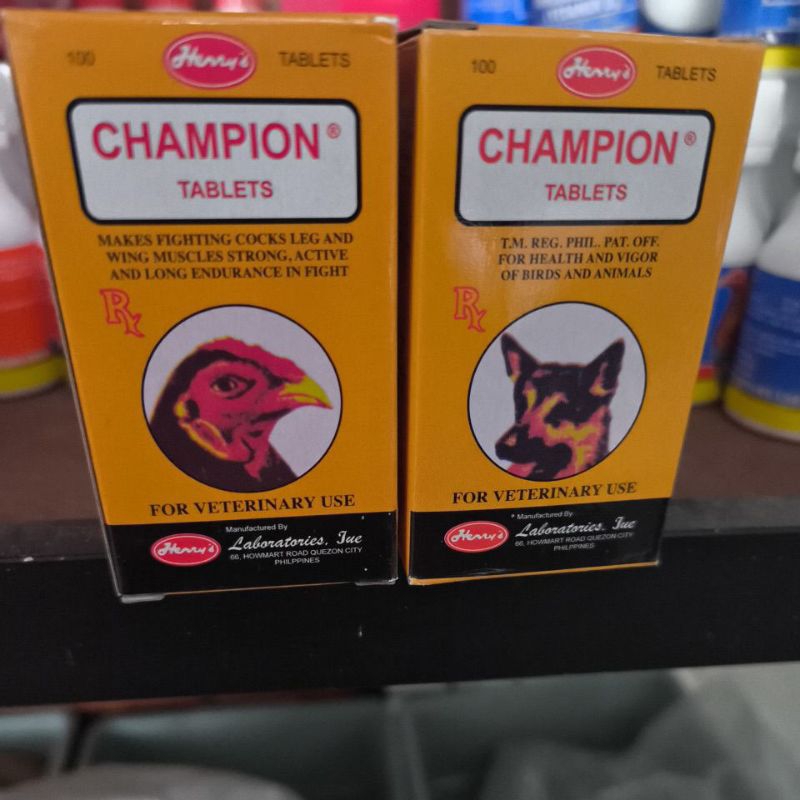 100 Henry's TABLETS
CHAMPION®
TABLETS
MAKES FIGHTING COCKS LEG AND
WING MUSCLES STRONG, ACTIVE
AND LONG ENDURANCE IN FIGHT
Rx
FOR VETERINARY USE
Manufactured By
Henry's Laboratories, Inc
66, HOWMART ROAD QUEZON CITY
PHILPPINES
100 Henry's TABLETS
CHAMPION®
TABLETS
T.M. REG. PHIL. PAT. OFF.
FOR HEALTH AND VIGOR
OF BIRDS AND ANIMALS
Rx
FOR VETERINARY USE
* Manufactured By
Henry's Laboratories, Inc
66, HOWMART ROAD QUEZON CITY
PHILPPINES